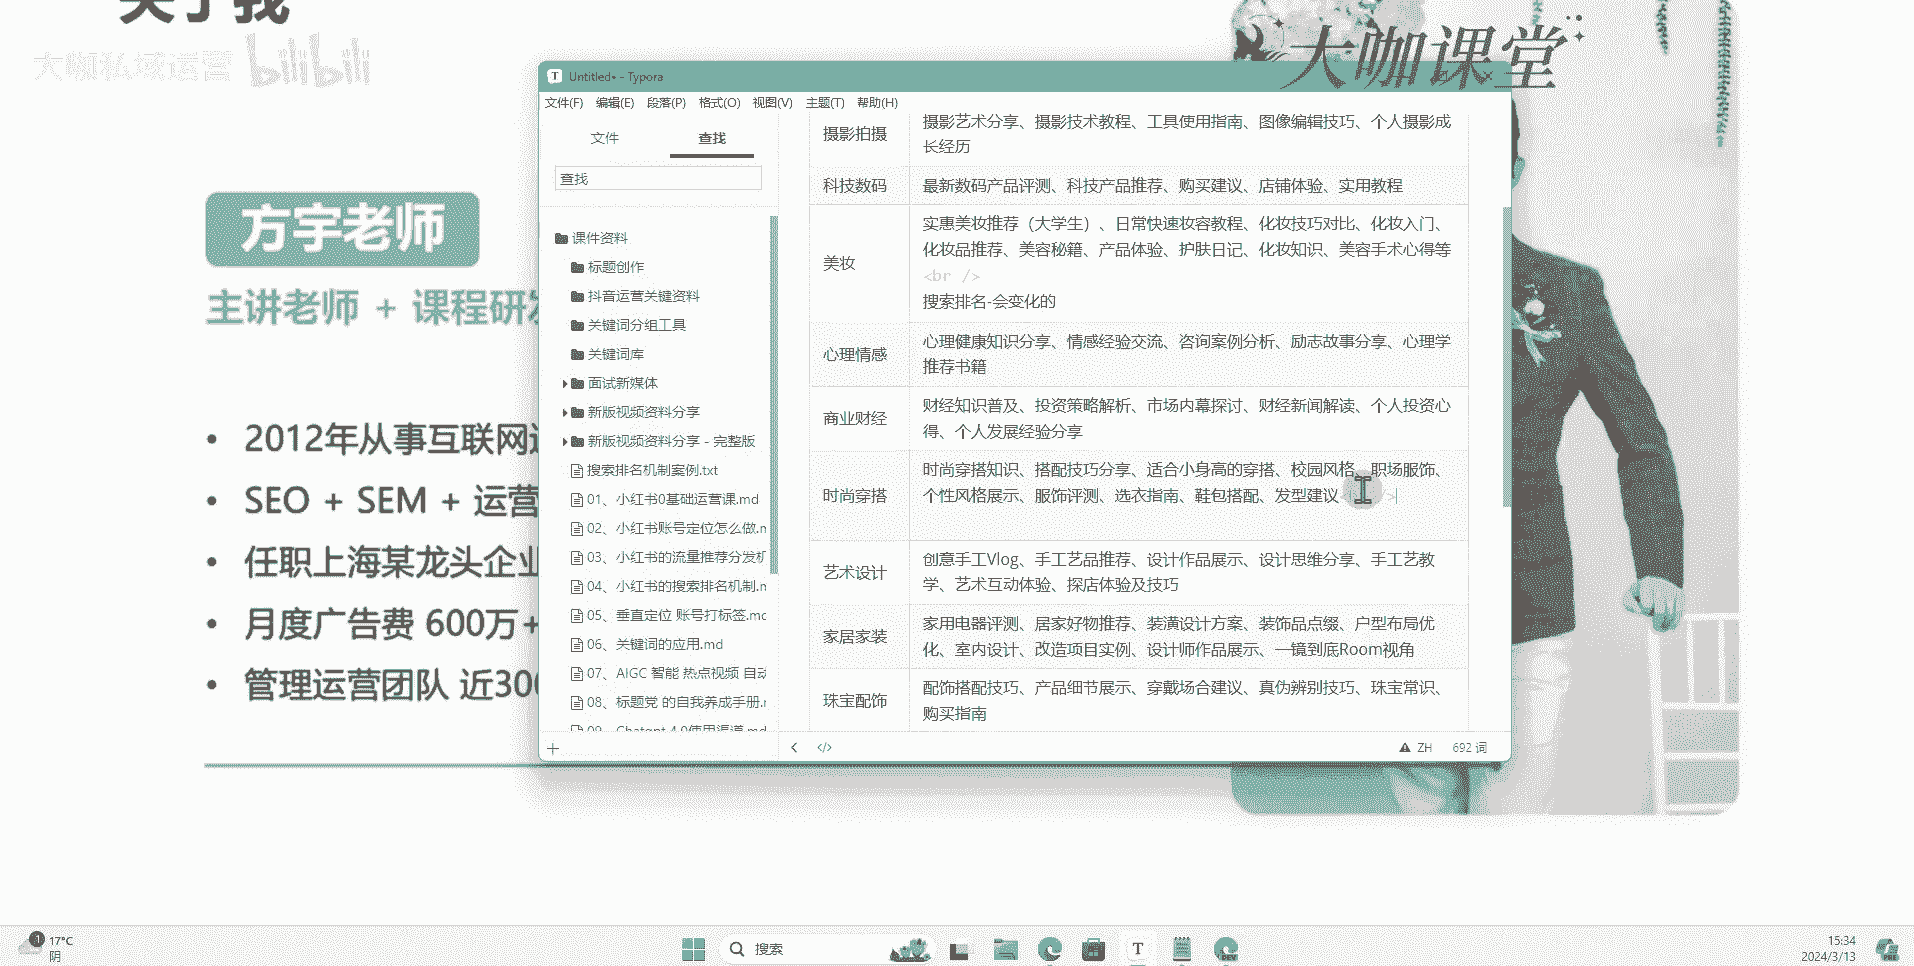 关于我
大咖私域运营 bilibili
大咖课堂
方宇老师
主讲老师 + 课程研发
• 2012年从事互联网
• SEO + SEM + 运营
• 任职上海某龙头企业
• 月度广告费 600万+
• 管理运营团队 近300
Untitled• - Typora
文件(F) 编辑(E) 段落(P) 格式(O) 视图(V) 主题(T) 帮助(H)
文件 查找
查找
课件资料
标题创作
抖音运营关键资料
关键词分组工具
关键词库
面试新媒体
新版视频资料分享
新版视频资料分享 - 完整版
搜索排名机制案例.txt
01、小红书0基础运营课.md
02、小红书账号定位怎么做.m
03、小红书的流量推荐分发机
04、小红书的搜索排名机制.m
05、垂直定位 账号打标签.md
06、关键词的应用.md
07、AIGC 智能 热点视频 自动
08、标题党 的自我养成手册.m
09、Chatgpt 4.0使用渠道.md
摄影拍摄
摄影艺术分享、摄影技术教程、工具使用指南、图像编辑技巧、个人摄影成
长经历
科技数码
最新数码产品评测、科技产品推荐、购买建议、店铺体验、实用教程
美妆
实惠美妆推荐（大学生）、日常快速妆容教程、化妆技巧对比、化妆入门、
化妆品推荐、美容秘籍、产品体验、护肤日记、化妆知识、美容手术心得等
<br />
搜索排名-会变化的
心理情感
心理健康知识分享、情感经验交流、咨询案例分析、励志故事分享、心理学
推荐书籍
商业财经
财经知识普及、投资策略解析、市场内幕探讨、财经新闻解读、个人投资心
得、个人发展经验分享
时尚穿搭
时尚穿搭知识、搭配技巧分享、适合小身高的穿搭、校园风格、职场服饰、
个性风格展示、服饰评测、选衣指南、鞋包搭配、发型建议
艺术设计
创意手工Vlog、手工艺品推荐、设计作品展示、设计思维分享、手工艺教
学、艺术互动体验、探店体验及技巧
家居家装
家用电器评测、居家好物推荐、装潢设计方案、装饰品点缀、户型布局优
化、室内设计、改造项目实例、设计师作品展示、一镜到底Room视角
珠宝配饰
配饰搭配技巧、产品细节展示、穿戴场合建议、真伪辨别技巧、珠宝常识、
购买指南
ZH 692 词
1 17°C
阴
搜索
T
DEV
15:34
2024/3/13
PRE